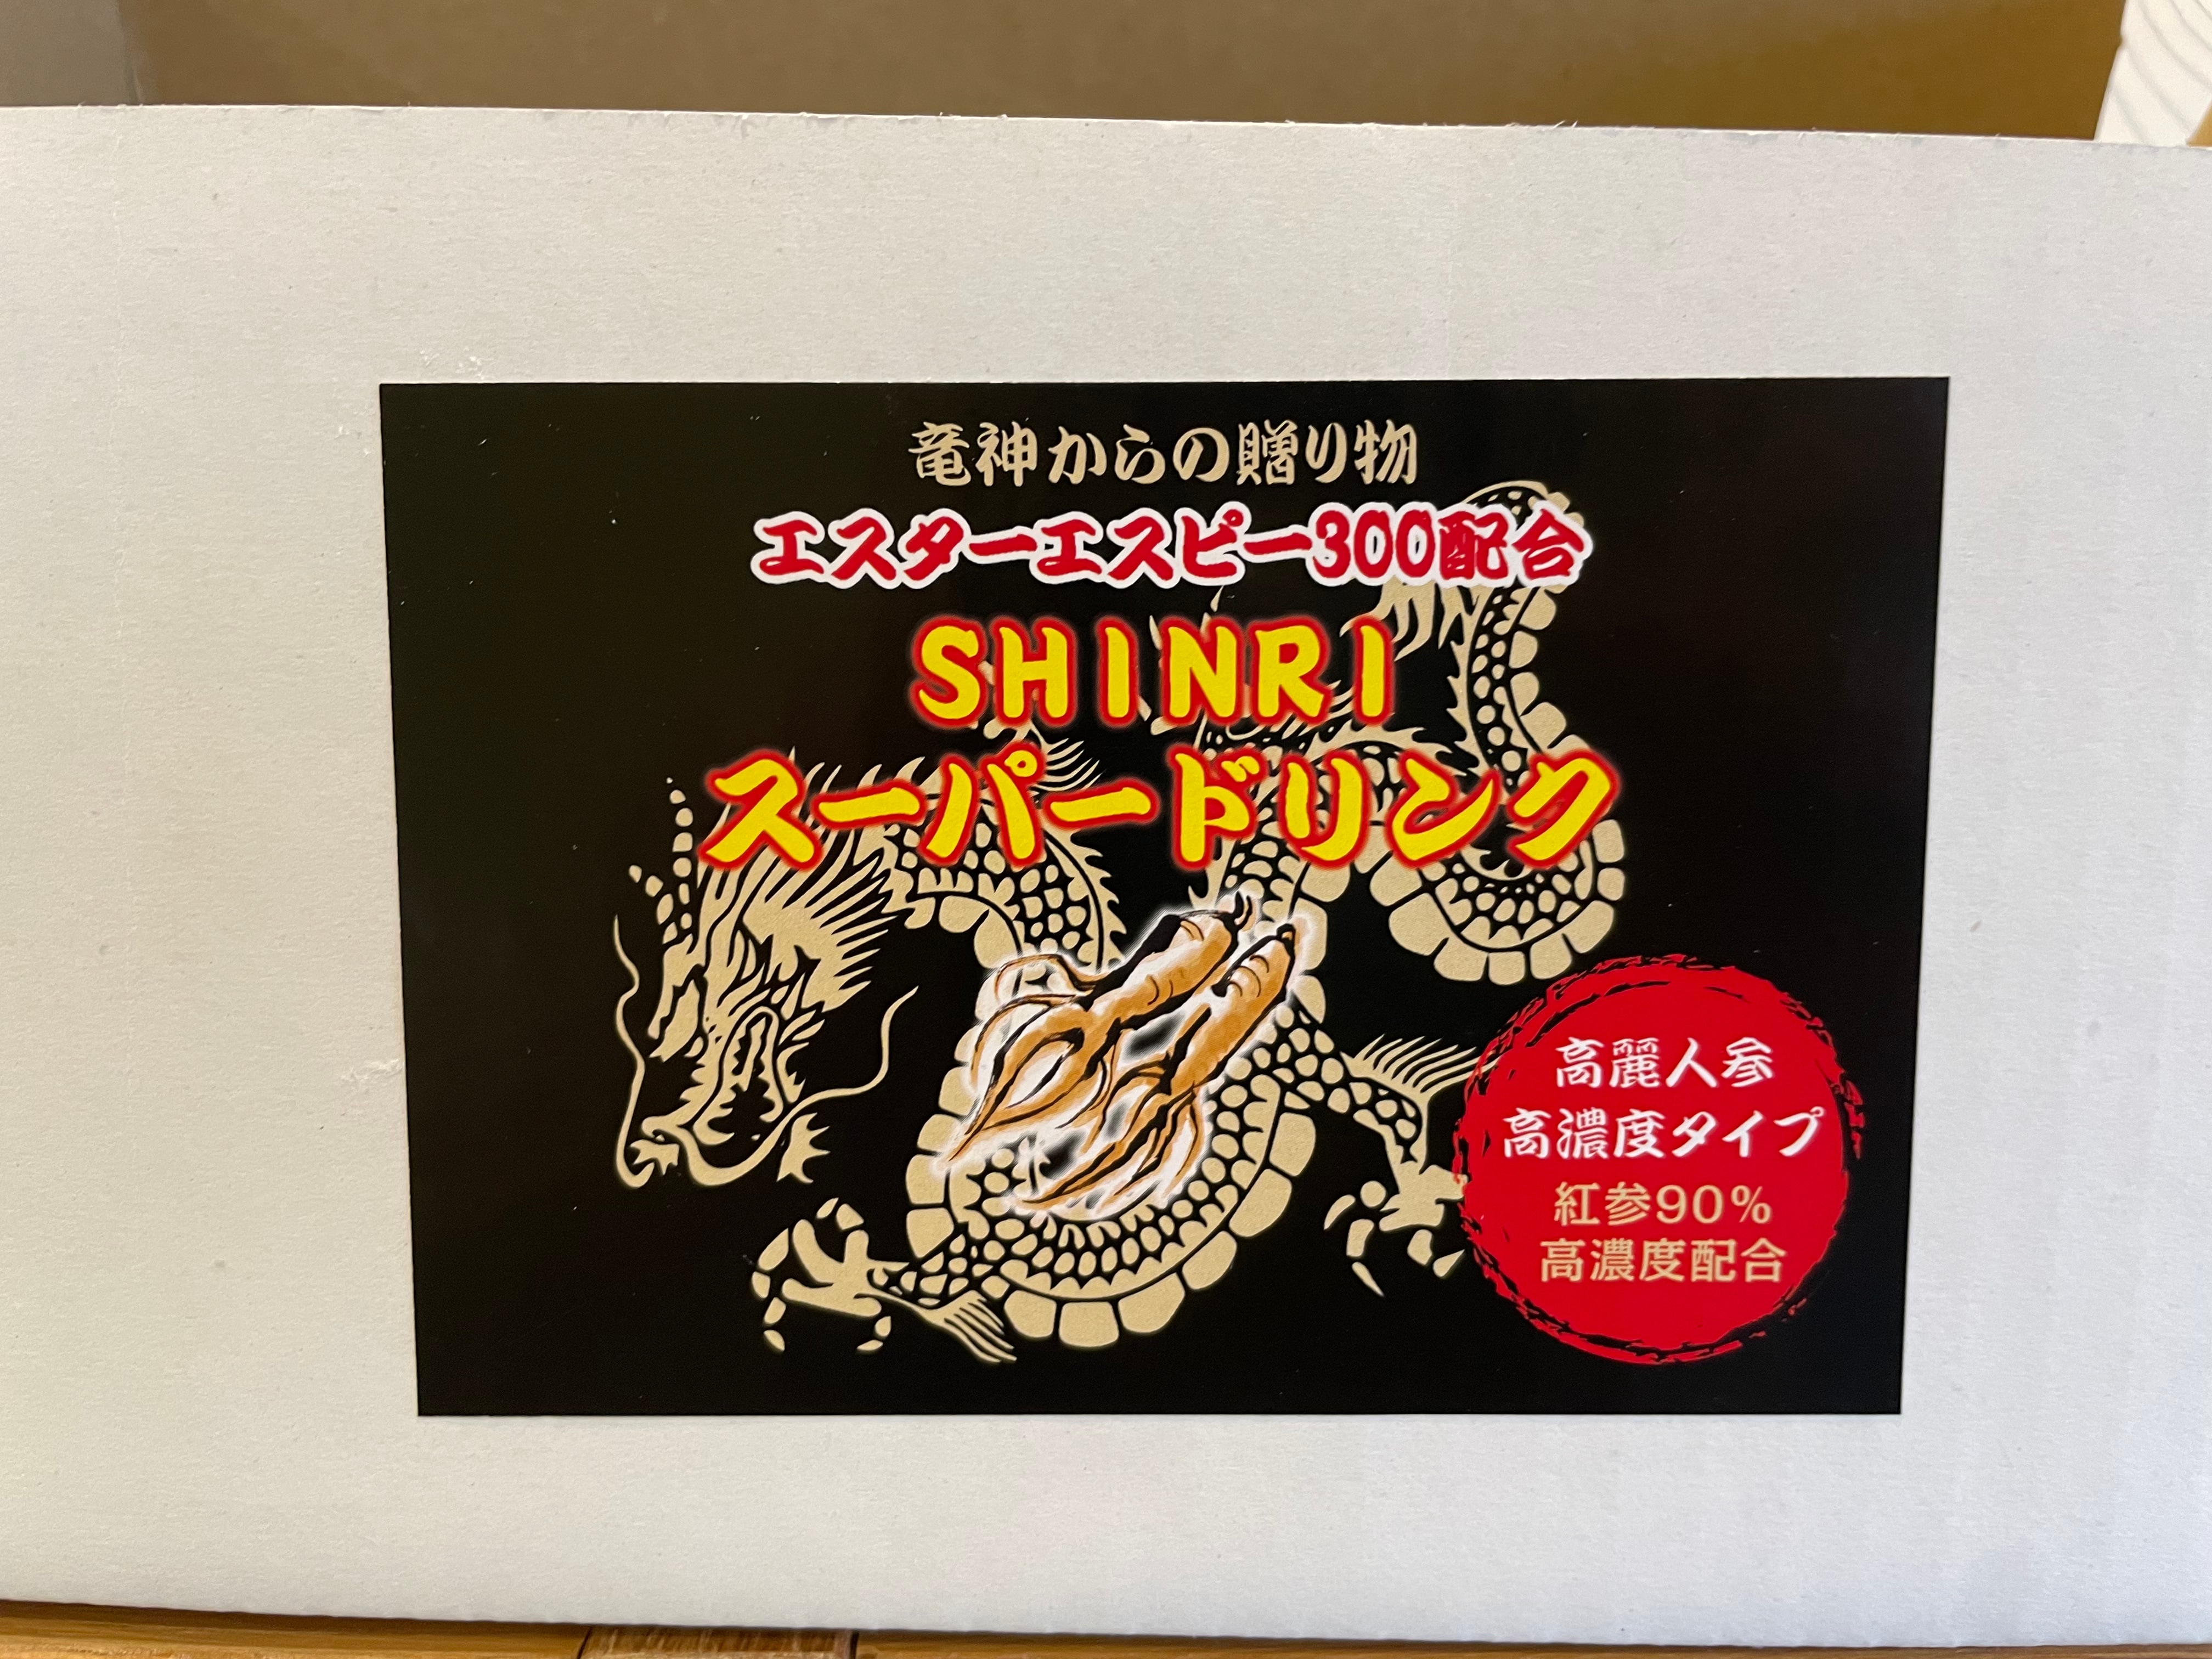 竜神からの贈り物
エスターエスピー300配合
SHINRI
スーパードリンク
高麗人参
高濃度タイプ
紅参90%
高濃度配合